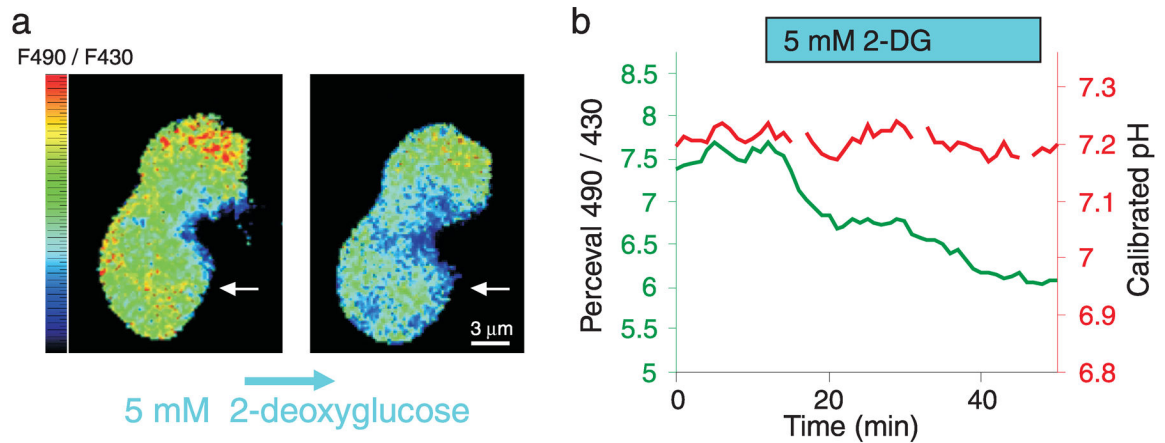 a
F490 / F430
3 μm
5 mM 2-deoxyglucose
b
5 mM 2-DG
Perceval 490 / 430
8.5
8
7.5
7
6.5
6
5.5
5
7.3
7.2
7.1
7
6.9
6.8
Calibrated pH
0
20
40
Time (min)